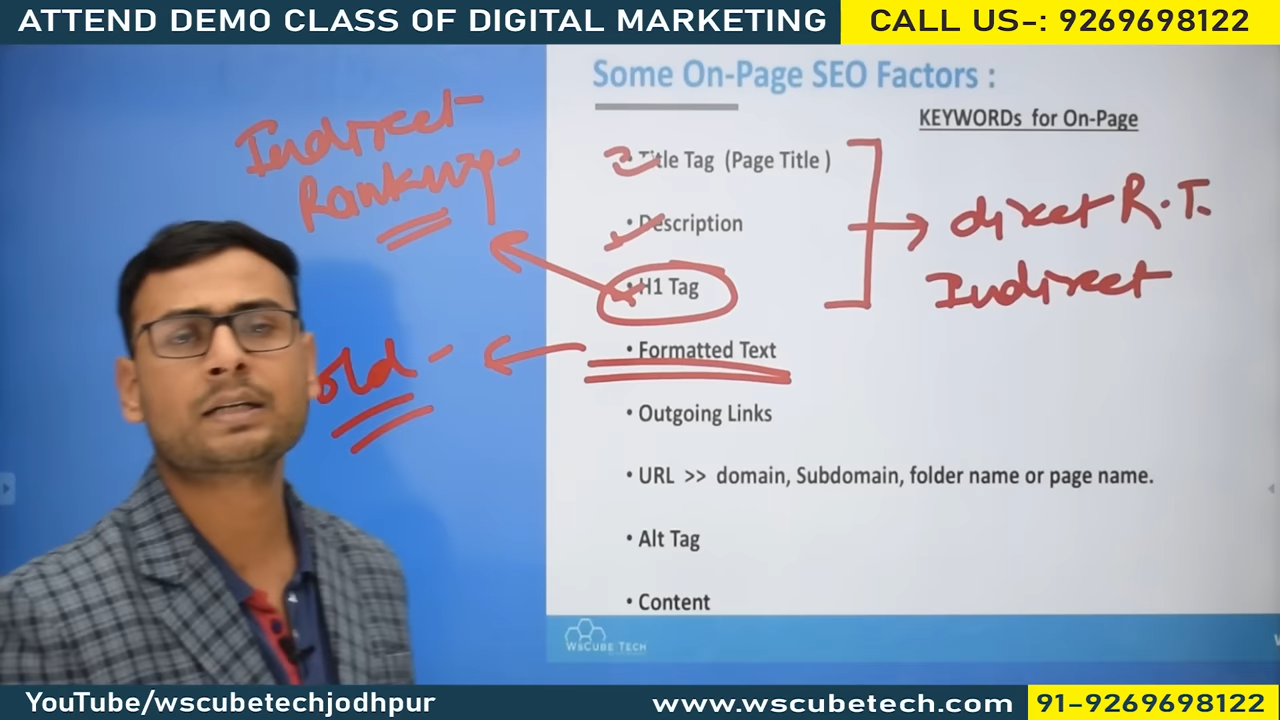 ATTEND DEMO CLASS OF DIGITAL MARKETING
CALL US-: 9269698122
Some On-Page SEO Factors :
KEYWORDs for On-Page
• Title Tag (Page Title )
• Description
• H1 Tag
• Formatted Text
• Outgoing Links
• URL >> domain, Subdomain, folder name or page name.
• Alt Tag
• Content
Indirect
Ranking
direct R.T.
Indirect
old
WsCube Tech
YouTube/wscubetechjodhpur
www.wscubetech.com
91-9269698122